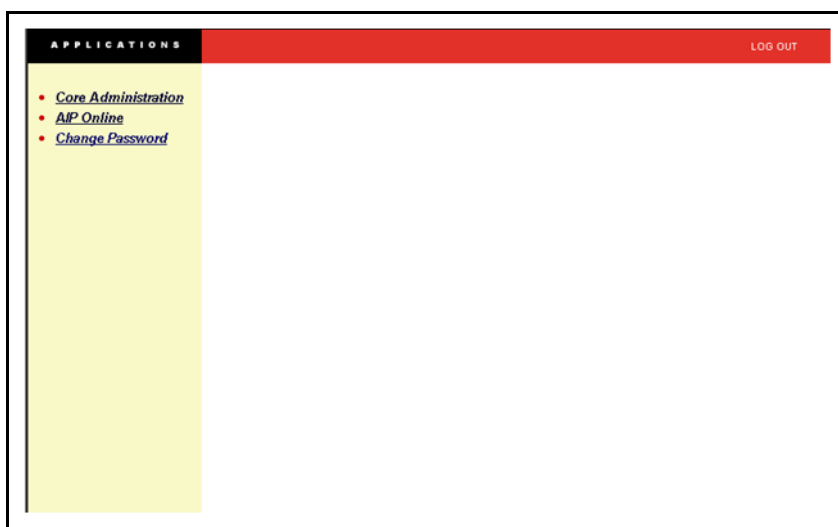 APPLICATIONS
LOG OUT
Core Administration
AIP Online
Change Password